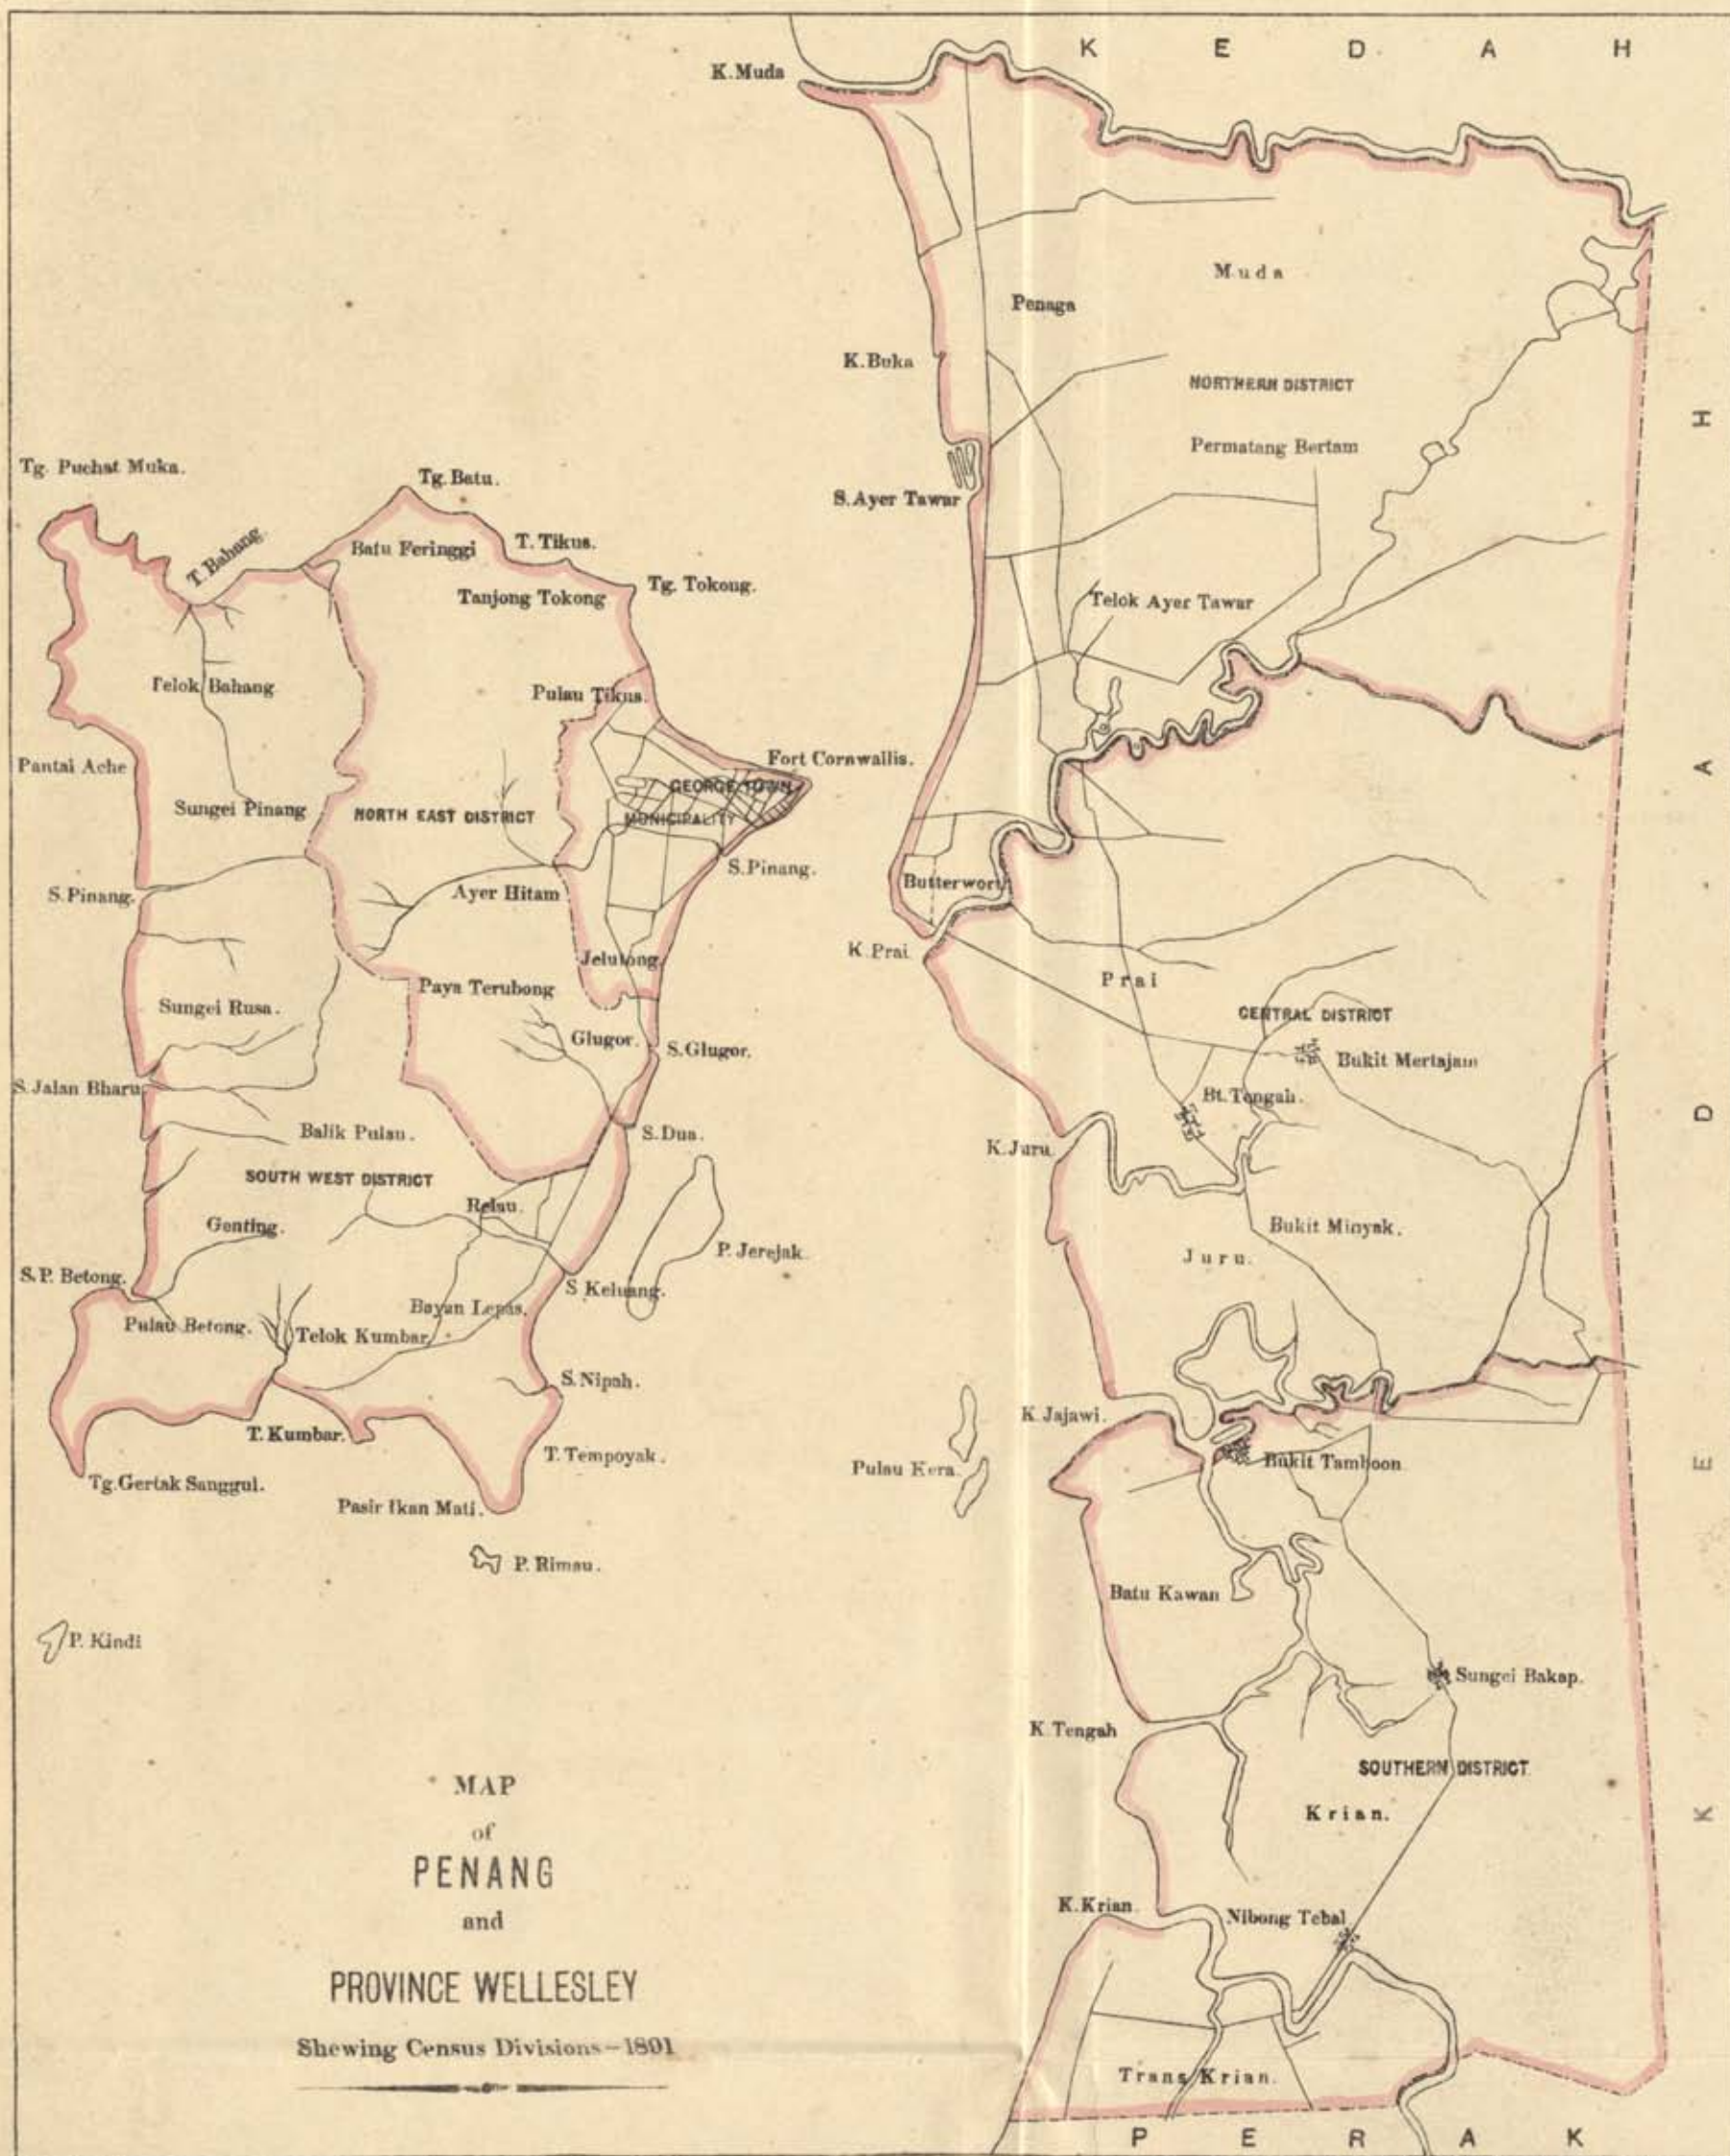 K E D A H
K. Muda
Muda
Penaga
K. Buka
NORTHERN DISTRICT
H
Permatang Bertam
Tg. Puchat Muka.
Tg. Batu.
S. Ayer Tawar
T. Bahang.
Batu Feringgi
T. Tikus.
Tanjong Tokong
Tg. Tokong.
Telok Ayer Tawar
Telok Bahang
Pulau Tikus.
Pantai Ache
Fort Cornwallis.
A
GEORGE TOWN
Sungei Pinang
NORTH EAST DISTRICT
MUNICIPALITY
S. Pinang.
S. Pinang.
Ayer Hitam
Butterwort
K. Prai
Jelutong.
Prai
Paya Terubong
Sungei Rusa.
CENTRAL DISTRICT
Glugor.
S. Glugor.
Bukit Mertajam
S. Jalan Bharu
Bt. Tengah.
D
Balik Pulau.
S. Dua.
K. Juru
SOUTH WEST DISTRICT
Relau.
Genting.
Bukit Minyak.
P. Jerejak
Juru.
S. P. Betong.
S. Keluang.
Bayan Lepas.
Pulau Betong.
Telok Kumbar
S. Nipah.
K. Jajawi.
T. Kumbar.
T. Tempoyak.
Bukit Tamboon
E
Pulau Kera
Tg. Gertak Sanggul.
Pasir Ikan Mati.
P. Rimau.
Batu Kawan
P. Kindi
Sungei Bakap.
K. Tengah
SOUTHERN DISTRICT
Krian.
K
K. Krian
Nibong Tebal
MAP
of
PENANG
and
PROVINCE WELLESLEY
Shewing Census Divisions—1891
Trans Krian.
P E R A K